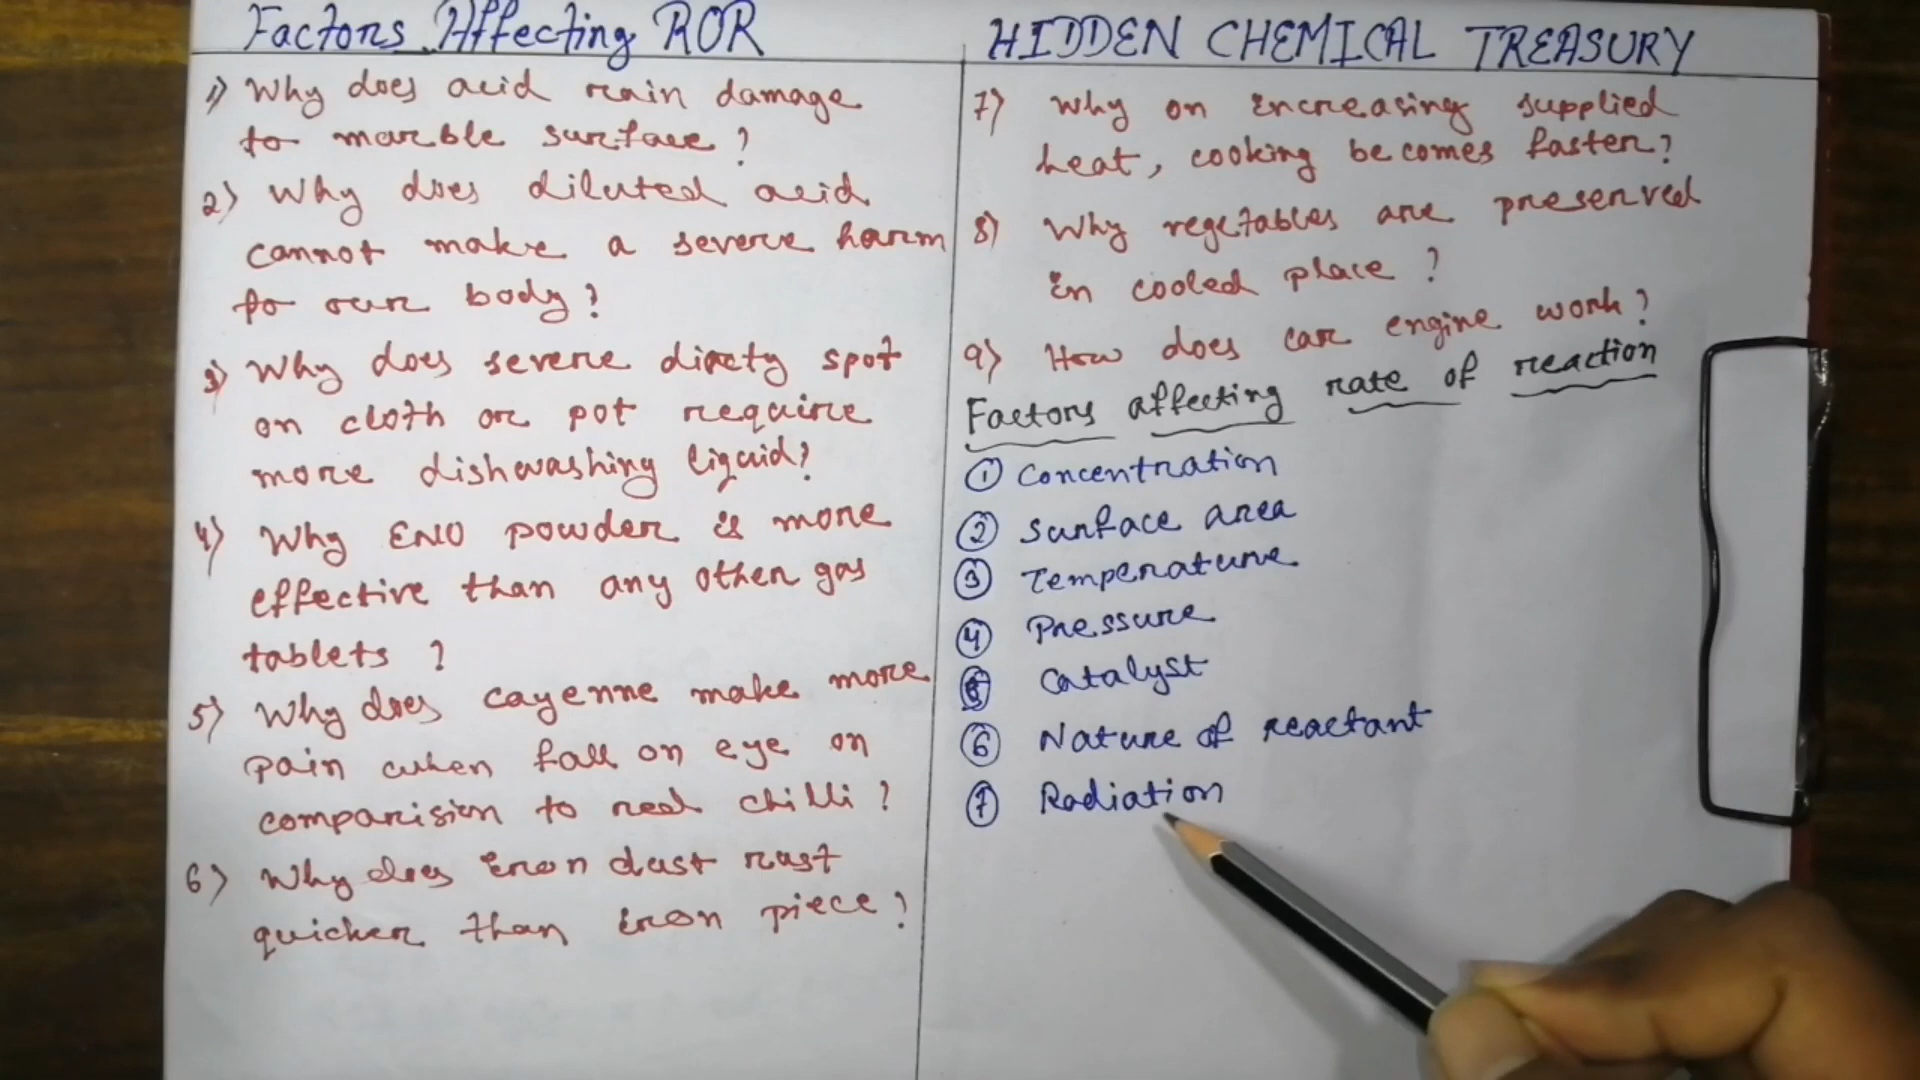 Factors Affecting ROR
1) Why does acid rain damage
to marble surface?
2) Why does diluted acid
cannot make a severe harm
to our body?
3) Why does severe dirty spot
on cloth or pot require
more dishwashing liquid?
4) Why ENO powder is more
effective than any other gas
tablets ?
5) Why does cayenne make more
pain when fall on eye on
comparision to red chilli ?
6) Why does iron dust rust
quicker than iron piece ?
HIDDEN CHEMICAL TREASURY
7) Why on increasing supplied
heat, cooking becomes faster?
8) Why vegetables are preserved
in cooled place ?
9) How does car engine work?
Factors affecting rate of reaction
1 Concentration
2 Surface area
3 Temperature
4 Pressure
5 Catalyst
6 Nature of reactant
7 Radiation